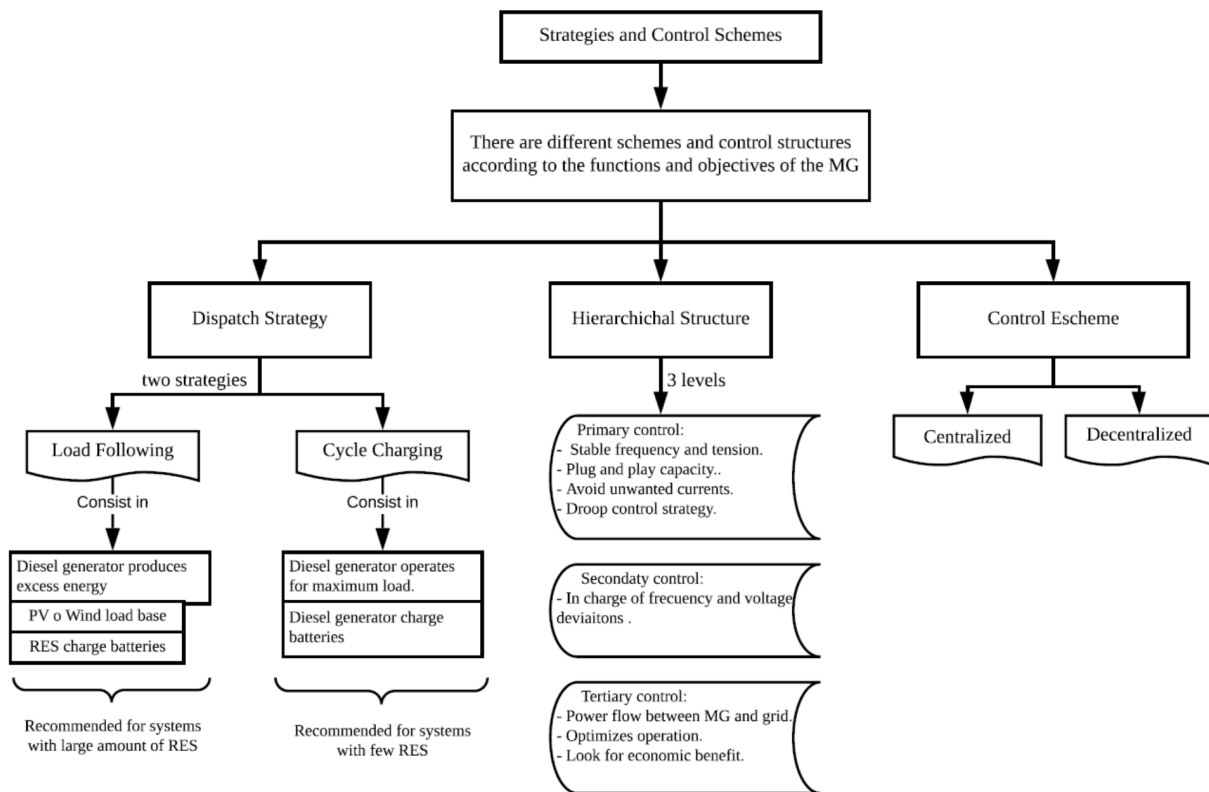 Strategies and Control Schemes
There are different schemes and control structures
according to the functions and objectives of the MG
Dispatch Strategy
Hierarchichal Structure
Control Escheme
two strategies
3 levels
Load Following
Cycle Charging
Centralized
Decentralized
Consist in
Consist in
Diesel generator produces
excess energy
PV o Wind load base
RES charge batteries
Recommended for systems
with large amount of RES
Diesel generator operates
for maximum load.
Diesel generator charge
batteries
Recommended for systems
with few RES
Primary control:
- Stable frequency and tension.
- Plug and play capacity..
- Avoid unwanted currents.
- Droop control strategy.
Secondaty control:
- In charge of frecuency and voltage
deviaitons .
Tertiary control:
- Power flow between MG and grid.
- Optimizes operation.
- Look for economic benefit.